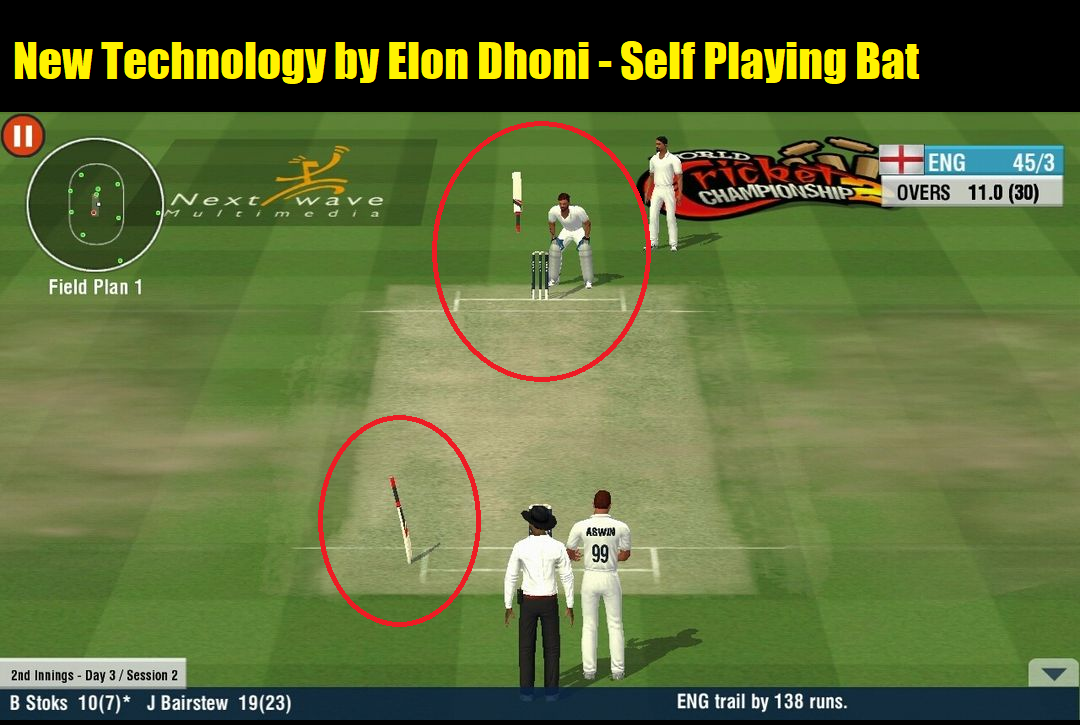 New Technology by Elon Dhoni - Self Playing Bat
Next wave
Multimedia
WORLD
Cricket
CHAMPIONSHIP
ENG 45/3
OVERS 11.0 (30)
Field Plan 1
ASWIN
99
2nd Innings - Day 3 / Session 2
B Stoks 10(7)* J Bairstew 19(23)
ENG trail by 138 runs.